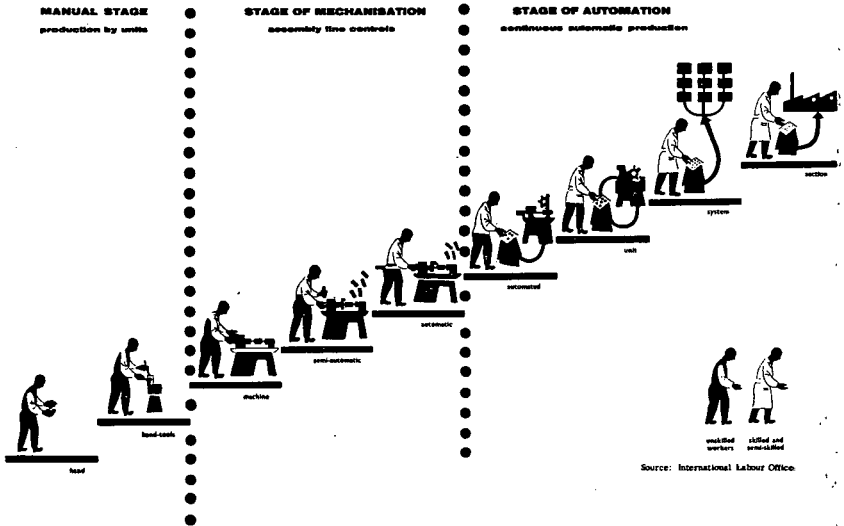 MANUAL STAGE
production by units
STAGE OF MECHANISATION
assembly line controls
STAGE OF AUTOMATION
continuous automatic production
section
system
unit
automated
automatic
semi-automatic
machine
hand-tools
hand
unskilled
workers
skilled and
semi-skilled
Source: International Labour Office.